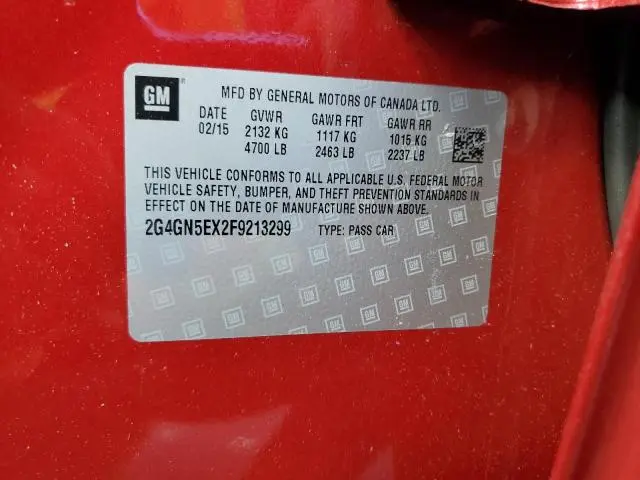 GM
MFD BY GENERAL MOTORS OF CANADA LTD.
DATE GVWR GAWR FRT GAWR RR
02/15 2132 KG 1117 KG 1015 KG
4700 LB 2463 LB 2237 LB
THIS VEHICLE CONFORMS TO ALL APPLICABLE U.S. FEDERAL MOTOR
VEHICLE SAFETY, BUMPER, AND THEFT PREVENTION STANDARDS IN
EFFECT ON THE DATE OF MANUFACTURE SHOWN ABOVE.
2G4GN5EX2F9213299 TYPE: PASS CAR